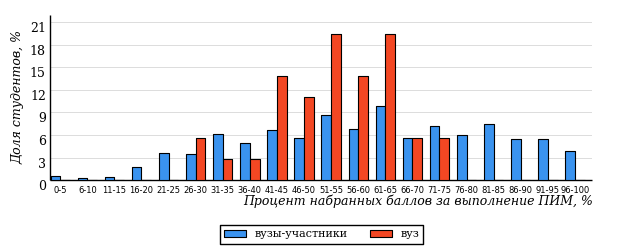 Доля студентов, %
21
18
15
12
9
6
3
0
0-5 6-10 11-15 16-20 21-25 26-30 31-35 36-40 41-45 46-50 51-55 56-60 61-65 66-70 71-75 76-80 81-85 86-90 91-95 96-100
Процент набранных баллов за выполнение ПИМ, %
вузы-участники вуз